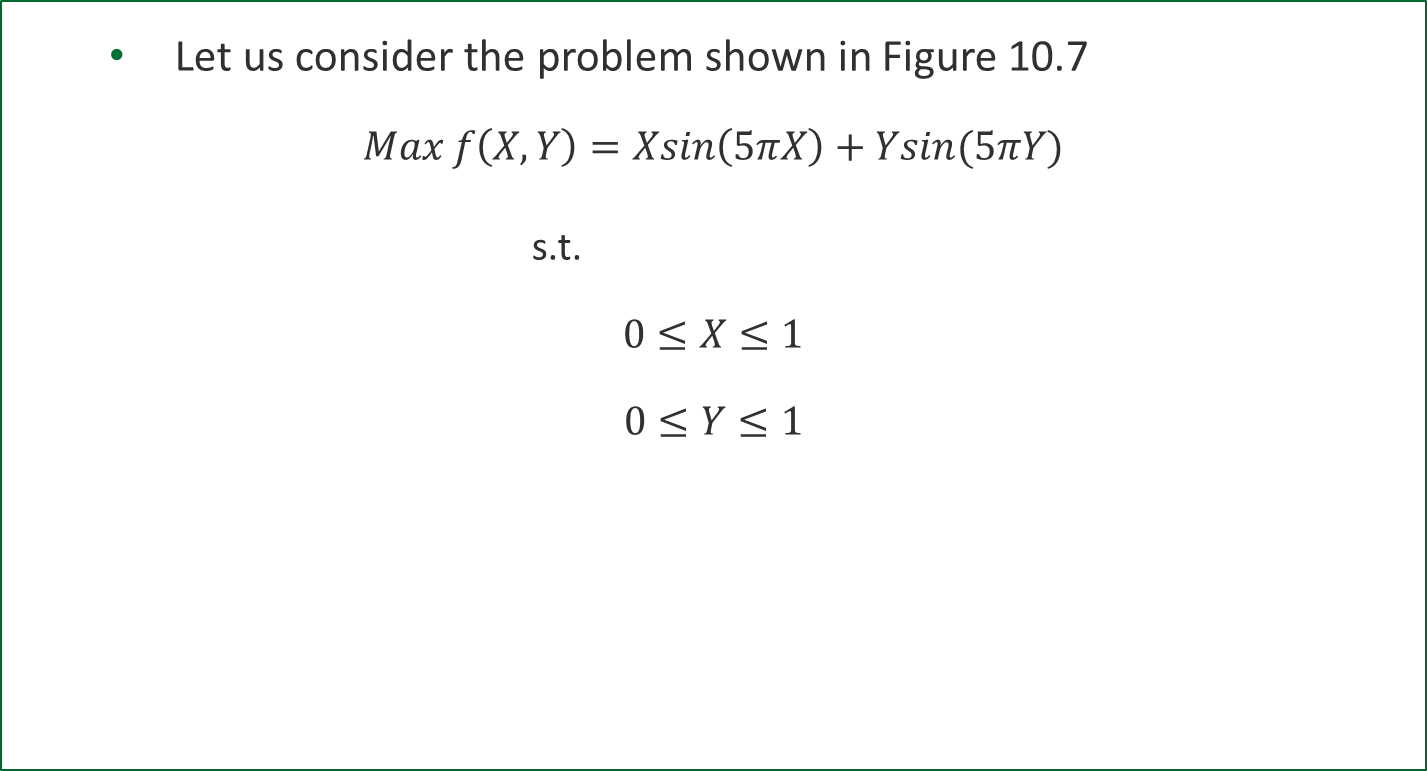 • Let us consider the problem shown in Figure 10.7
Max f(X, Y) = Xsin(5πX) + Ysin(5πY)
s.t.
0 ≤ X ≤ 1
0 ≤ Y ≤ 1